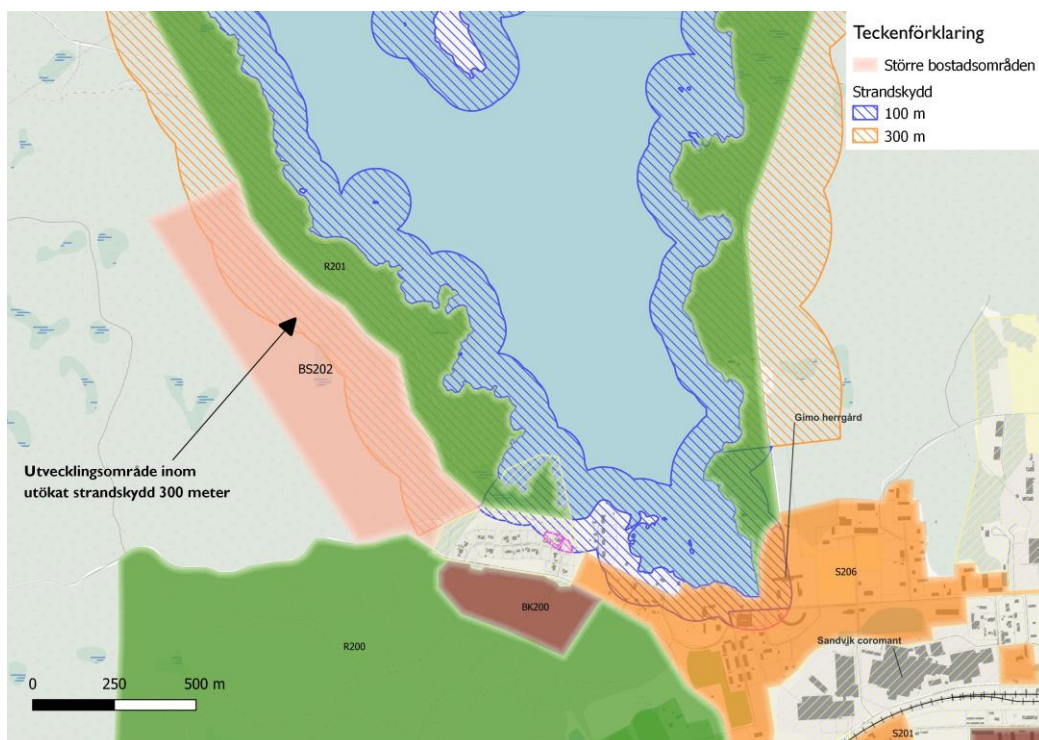 Teckenförklaring
Större bostadsområden
Strandskydd
100 m
300 m
R201
BS202
Gimo herrgård
Utvecklingsområde inom
utökat strandskydd 300 meter
S206
BK200
R200
Sandvjk coromant
0 250 500 m
S201